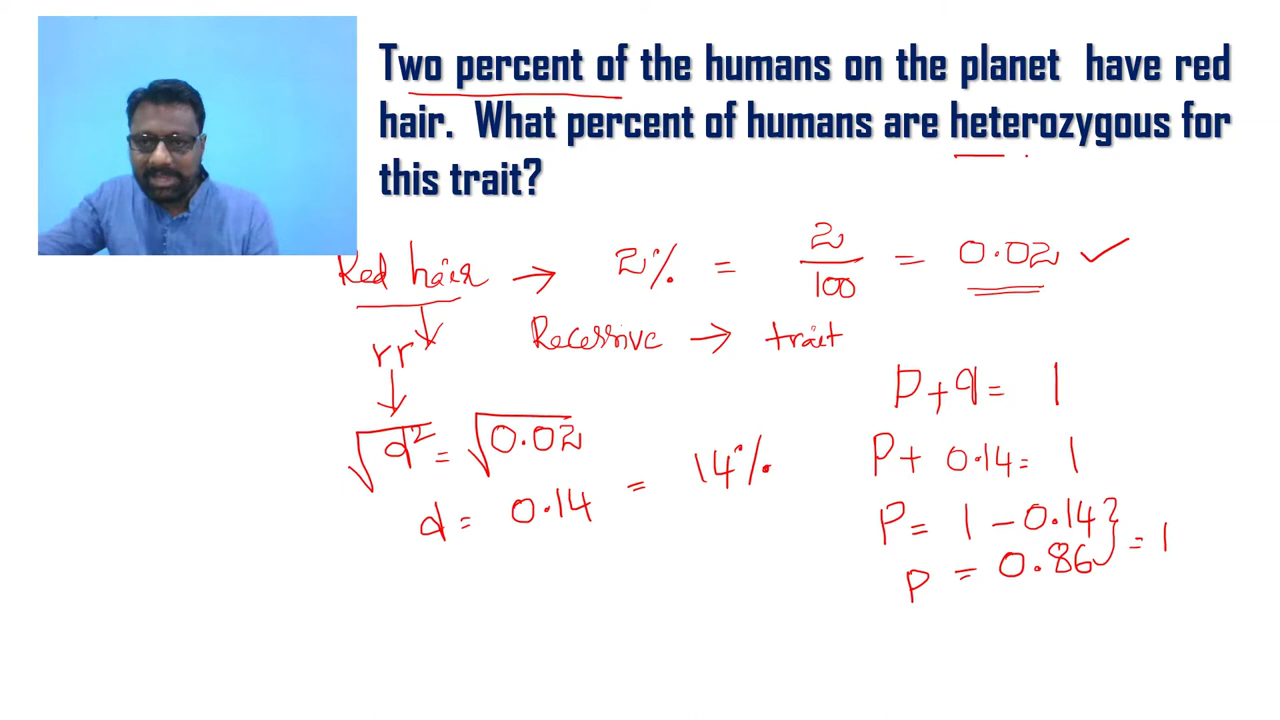 Two percent of the humans on the planet have red
hair. What percent of humans are heterozygous for
this trait?
Red hair → 2% = 2/100 = 0.02 ✓
rr
Recessive → trait
p+q = 1
√q² = √0.02
q = 0.14 = 14%
p + 0.14 = 1
p = 1 - 0.14
p = 0.86 } = 1